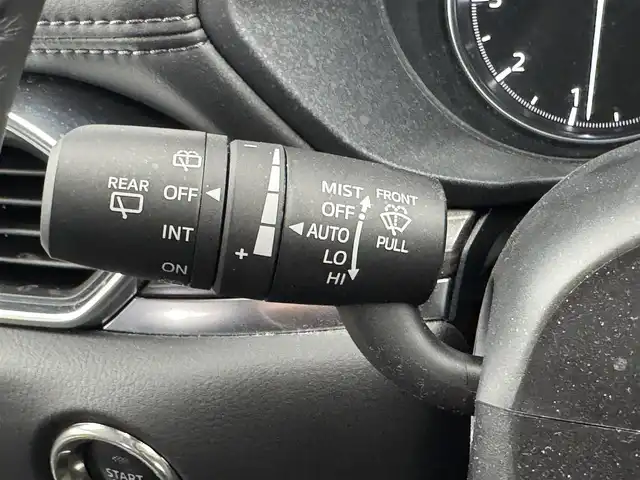 3
2
1
REAR
OFF
INT
ON
−
+
MIST
OFF
AUTO
LO
HI
FRONT
PULL
START